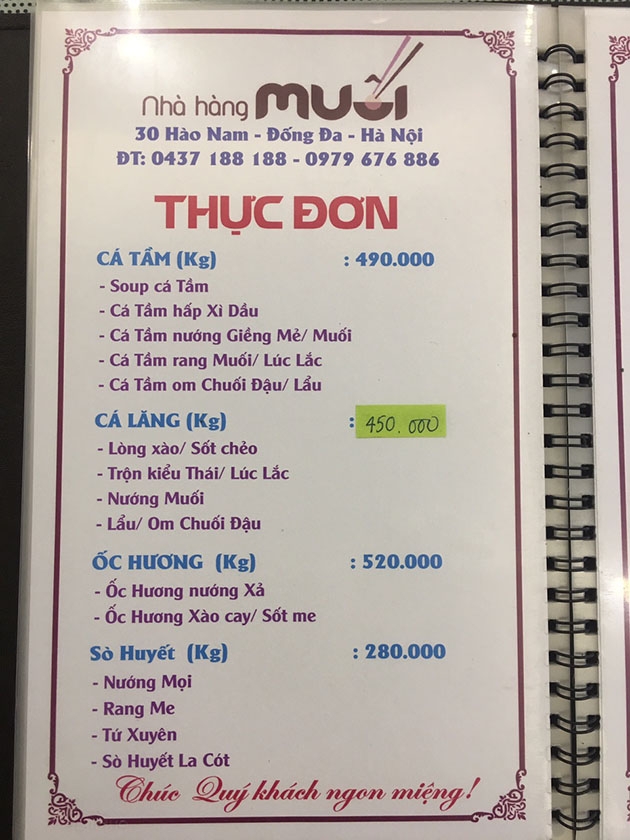 Nhà hàng muối
30 Hào Nam - Đống Đa - Hà Nội
ĐT: 0437 188 188 - 0979 676 886
THỰC ĐƠN
CÁ TẦM (Kg) : 490.000
- Soup cá Tầm
- Cá Tầm hấp Xì Dầu
- Cá Tầm nướng Giềng Mẻ/ Muối
- Cá Tầm rang Muối/ Lúc Lắc
- Cá Tầm om Chuối Đậu/ Lẩu
CÁ LĂNG (Kg) : 450.000
- Lòng xào/ Sốt chẻo
- Trộn kiểu Thái/ Lúc Lắc
- Nướng Muối
- Lẩu/ Om Chuối Đậu
ỐC HƯƠNG (Kg) : 520.000
- Ốc Hương nướng Xả
- Ốc Hương Xào cay/ Sốt me
Sò Huyết (Kg) : 280.000
- Nướng Mọi
- Rang Me
- Tứ Xuyên
- Sò Huyết La Cót
Chúc Quý khách ngon miệng!